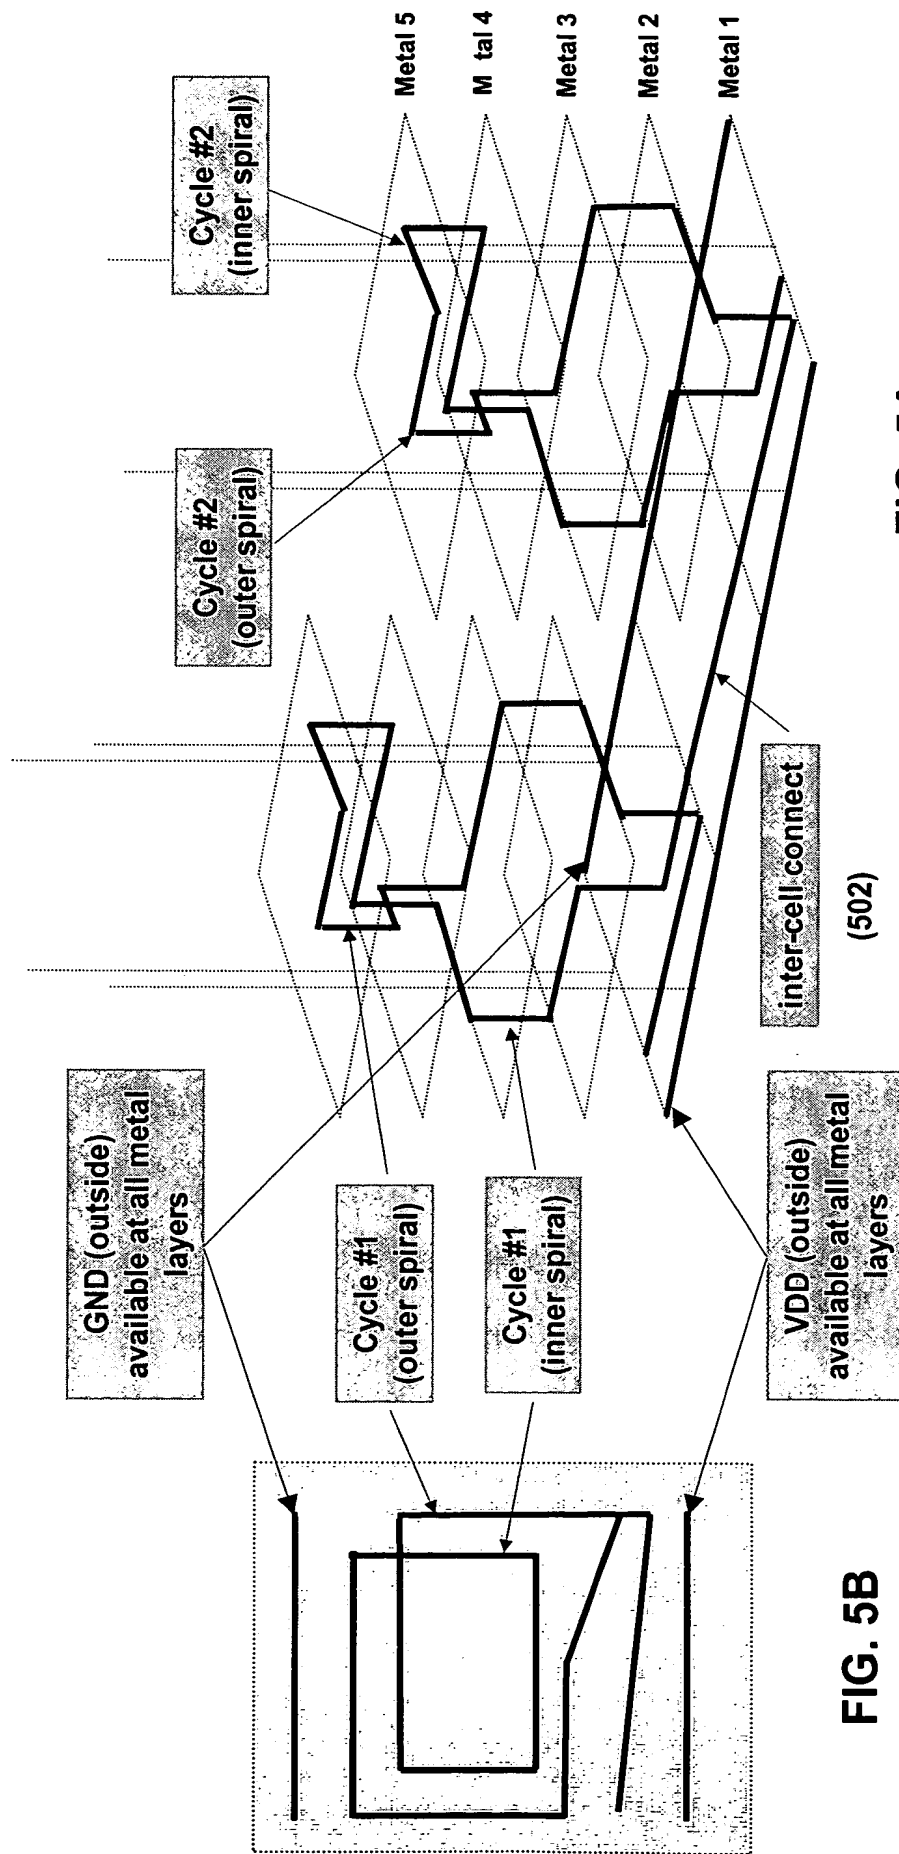 GND (outside)
available at all metal
layers
Cycle #2
(inner spiral)
Cycle #2
(outer spiral)
Cycle #1
(outer spiral)
Cycle #1
(inner spiral)
Metal 5
M tal 4
Metal 3
Metal 2
Metal 1
VDD (outside)
available at all metal
layers
inter-cell connect
(502)
FIG. 5B